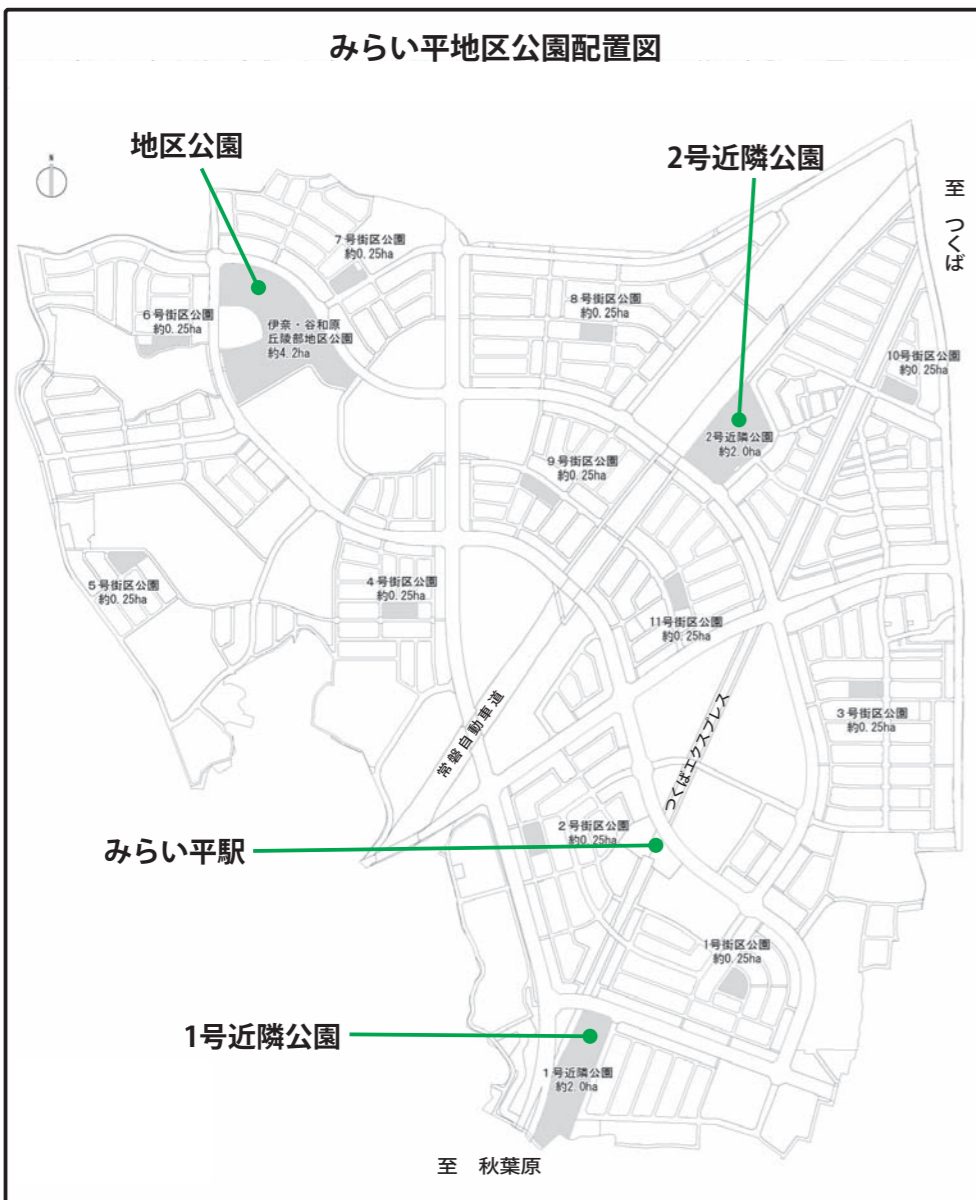 みらい平地区公園配置図
地区公園
2号近隣公園
N
至 つくば
7号街区公園
約0.25ha
8号街区公園
約0.25ha
6号街区公園
約0.25ha
伊奈・谷和原
丘陵部地区公園
約4.2ha
10号街区公園
約0.25ha
2号近隣公園
約2.0ha
9号街区公園
約0.25ha
5号街区公園
約0.25ha
4号街区公園
約0.25ha
11号街区公園
約0.25ha
3号街区公園
約0.25ha
常磐自動車道
つくばエクスプレス
2号街区公園
約0.25ha
みらい平駅
1号街区公園
約0.25ha
1号近隣公園
1号近隣公園
約2.0ha
至 秋葉原